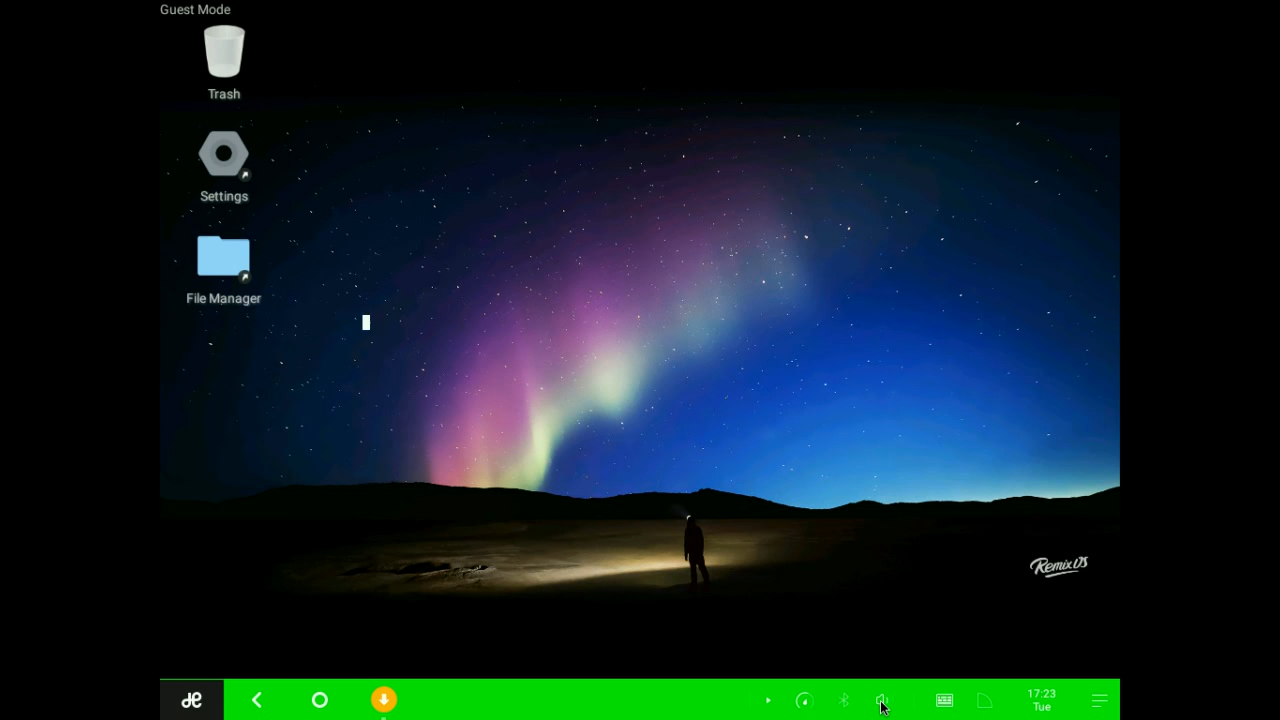 Guest Mode
Trash
Settings
File Manager
Remix OS
17:23
Tue